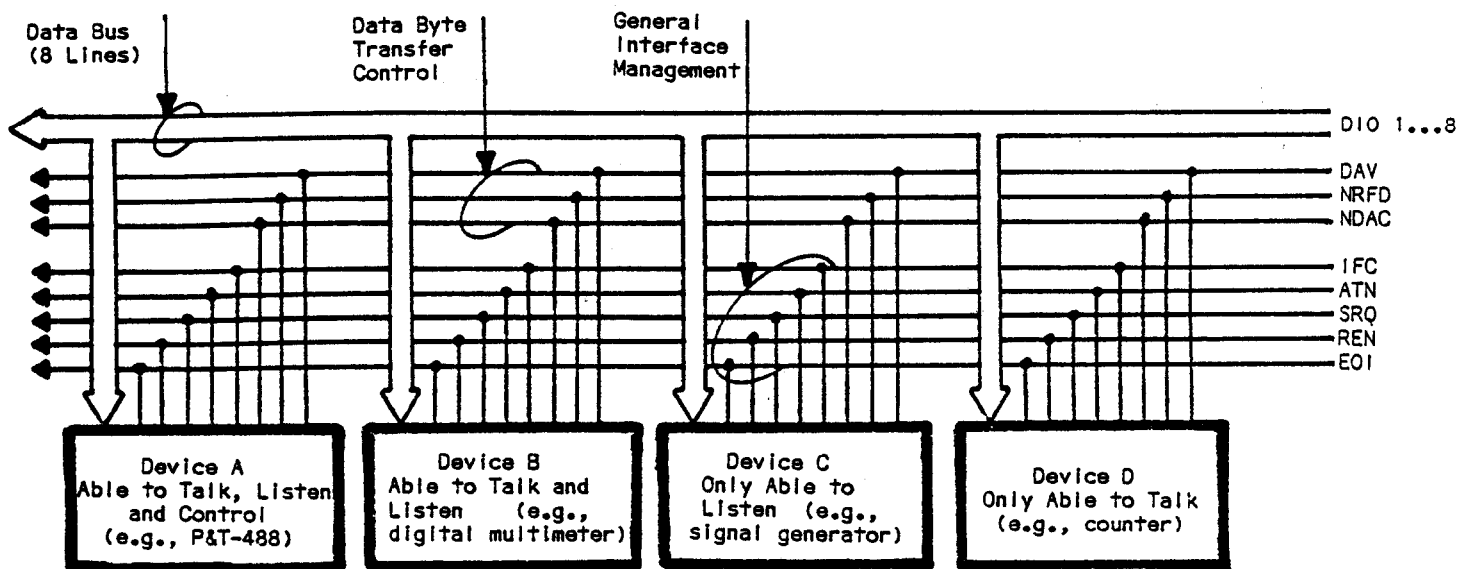 Data Bus
(8 Lines)
Data Byte
Transfer
Control
General
Interface
Management
DIO 1...8
DAV
NRFD
NDAC
IFC
ATN
SRQ
REN
EOI
Device A
Able to Talk, Listen
and Control
(e.g., P&T-488)
Device B
Able to Talk and
Listen (e.g.,
digital multimeter)
Device C
Only Able to
Listen (e.g.,
signal generator)
Device D
Only Able to Talk
(e.g., counter)